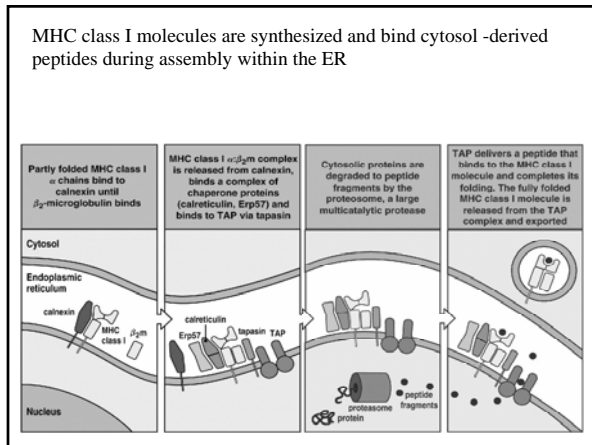 MHC class I molecules are synthesized and bind cytosol -derived
peptides during assembly within the ER
Partly folded MHC class I
α chains bind to
calnexin until
β2-microglobulin binds
MHC class I α:β2m complex
is released from calnexin,
binds a complex of
chaperone proteins
(calreticulin, Erp57) and
binds to TAP via tapasin
Cytosolic proteins are
degraded to peptide
fragments by the
proteosome, a large
multicatalytic protease
TAP delivers a peptide that
binds to the MHC class I
molecule and completes its
folding. The fully folded
MHC class I molecule is
released from the TAP
complex and exported
Cytosol
Endoplasmic
reticulum
calnexin
MHC
class I
β2m
Nucleus
calreticulin
Erp57
tapasin
TAP
proteasome
protein
peptide
fragments